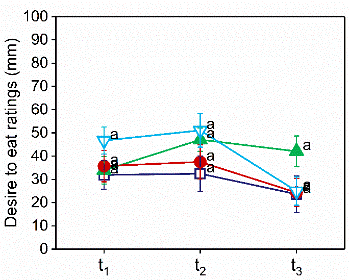 100
90
80
70
60
50
40
30
20
10
0
Desire to eat ratings (mm)
a
a
a
a
a
a
a
a
t1
t2
t3